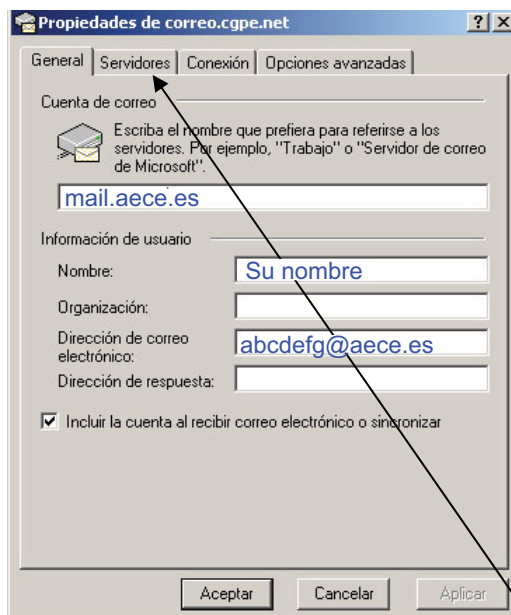 Propiedades de correo.cgpe.net
General Servidores Conexión Opciones avanzadas
Cuenta de correo
Escriba el nombre que prefiera para referirse a los
servidores. Por ejemplo, "Trabajo" o "Servidor de correo
de Microsoft".
mail.aece.es
Información de usuario
Nombre: Su nombre
Organización:
Dirección de correo
electrónico: abcdefg@aece.es
Dirección de respuesta:
Incluir la cuenta al recibir correo electrónico o sincronizar
Aceptar Cancelar Aplicar